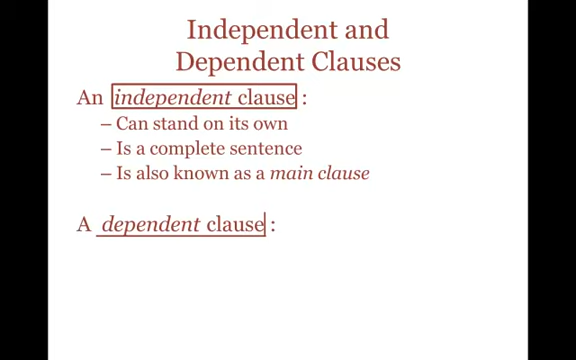 Independent and
Dependent Clauses
An independent clause :
– Can stand on its own
– Is a complete sentence
– Is also known as a main clause
A dependent clause :